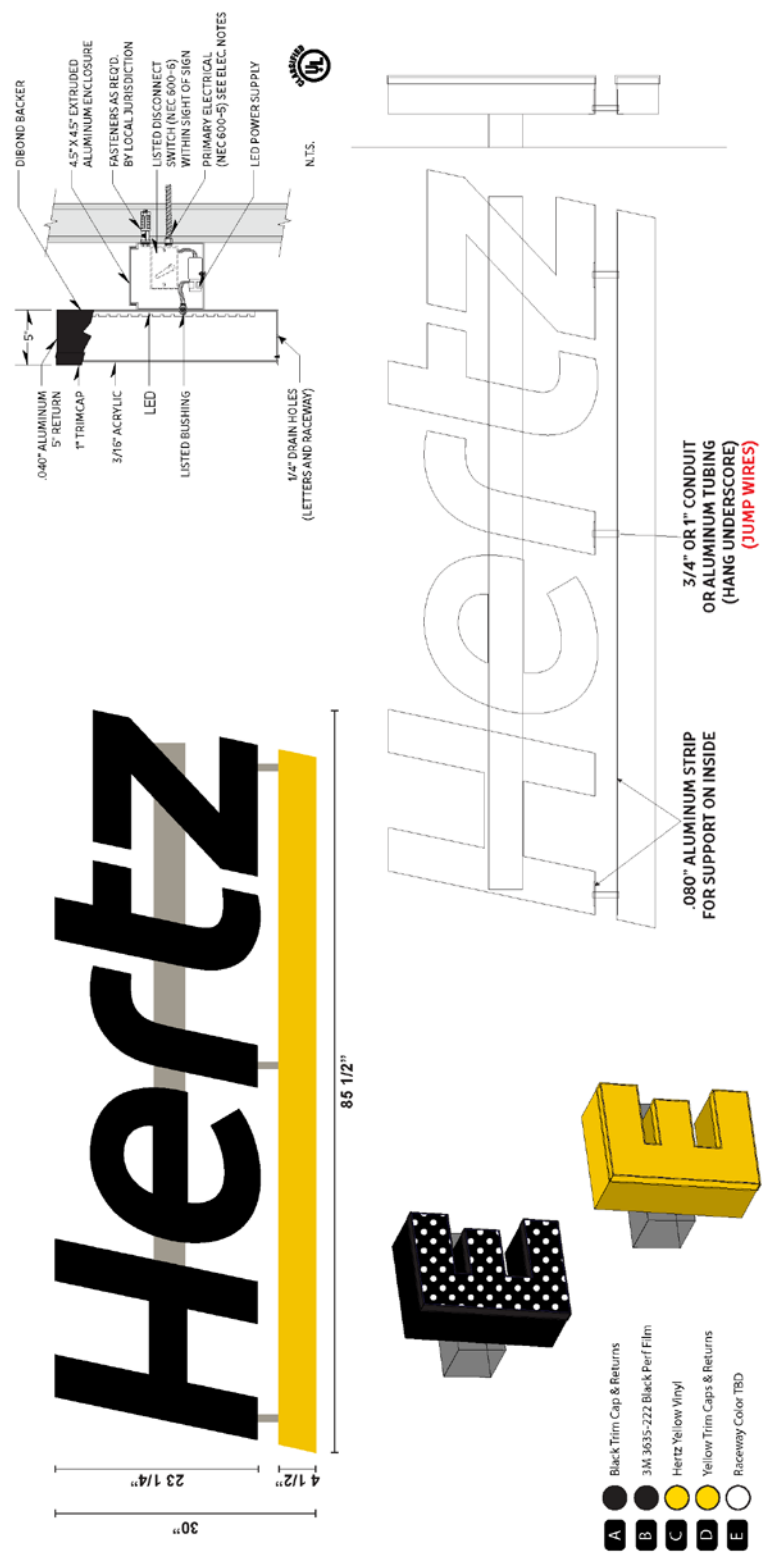 Hertz
30"
23 1/4"
4 1/2"
85 1/2"
.040" ALUMINUM
5" RETURN
1" TRIMCAP
3/16" ACRYLIC
LED
LISTED BUSHING
1/4" DRAIN HOLES
(LETTERS AND RACEWAY)
5"
DIBOND BACKER
4.5" X 4.5" EXTRUDED
ALUMINUM ENCLOSURE
FASTENERS AS REQ'D.
BY LOCAL JURISDICTION
LISTED DISCONNECT
SWITCH (NEC 600-6)
WITHIN SIGHT OF SIGN
PRIMARY ELECTRICAL
(NEC 600-5) SEE ELEC. NOTES
LED POWER SUPPLY
N.T.S.
CLASSIFIED
UL
E
E
Hertz
.080" ALUMINUM STRIP
FOR SUPPORT ON INSIDE
3/4" OR 1" CONDUIT
OR ALUMINUM TUBING
(HANG UNDERSCORE)
(JUMP WIRES)
A Black Trim Cap & Returns
B 3M 3635-222 Black Perf Film
C Hertz Yellow Vinyl
D Yellow Trim Caps & Returns
E Raceway Color TBD